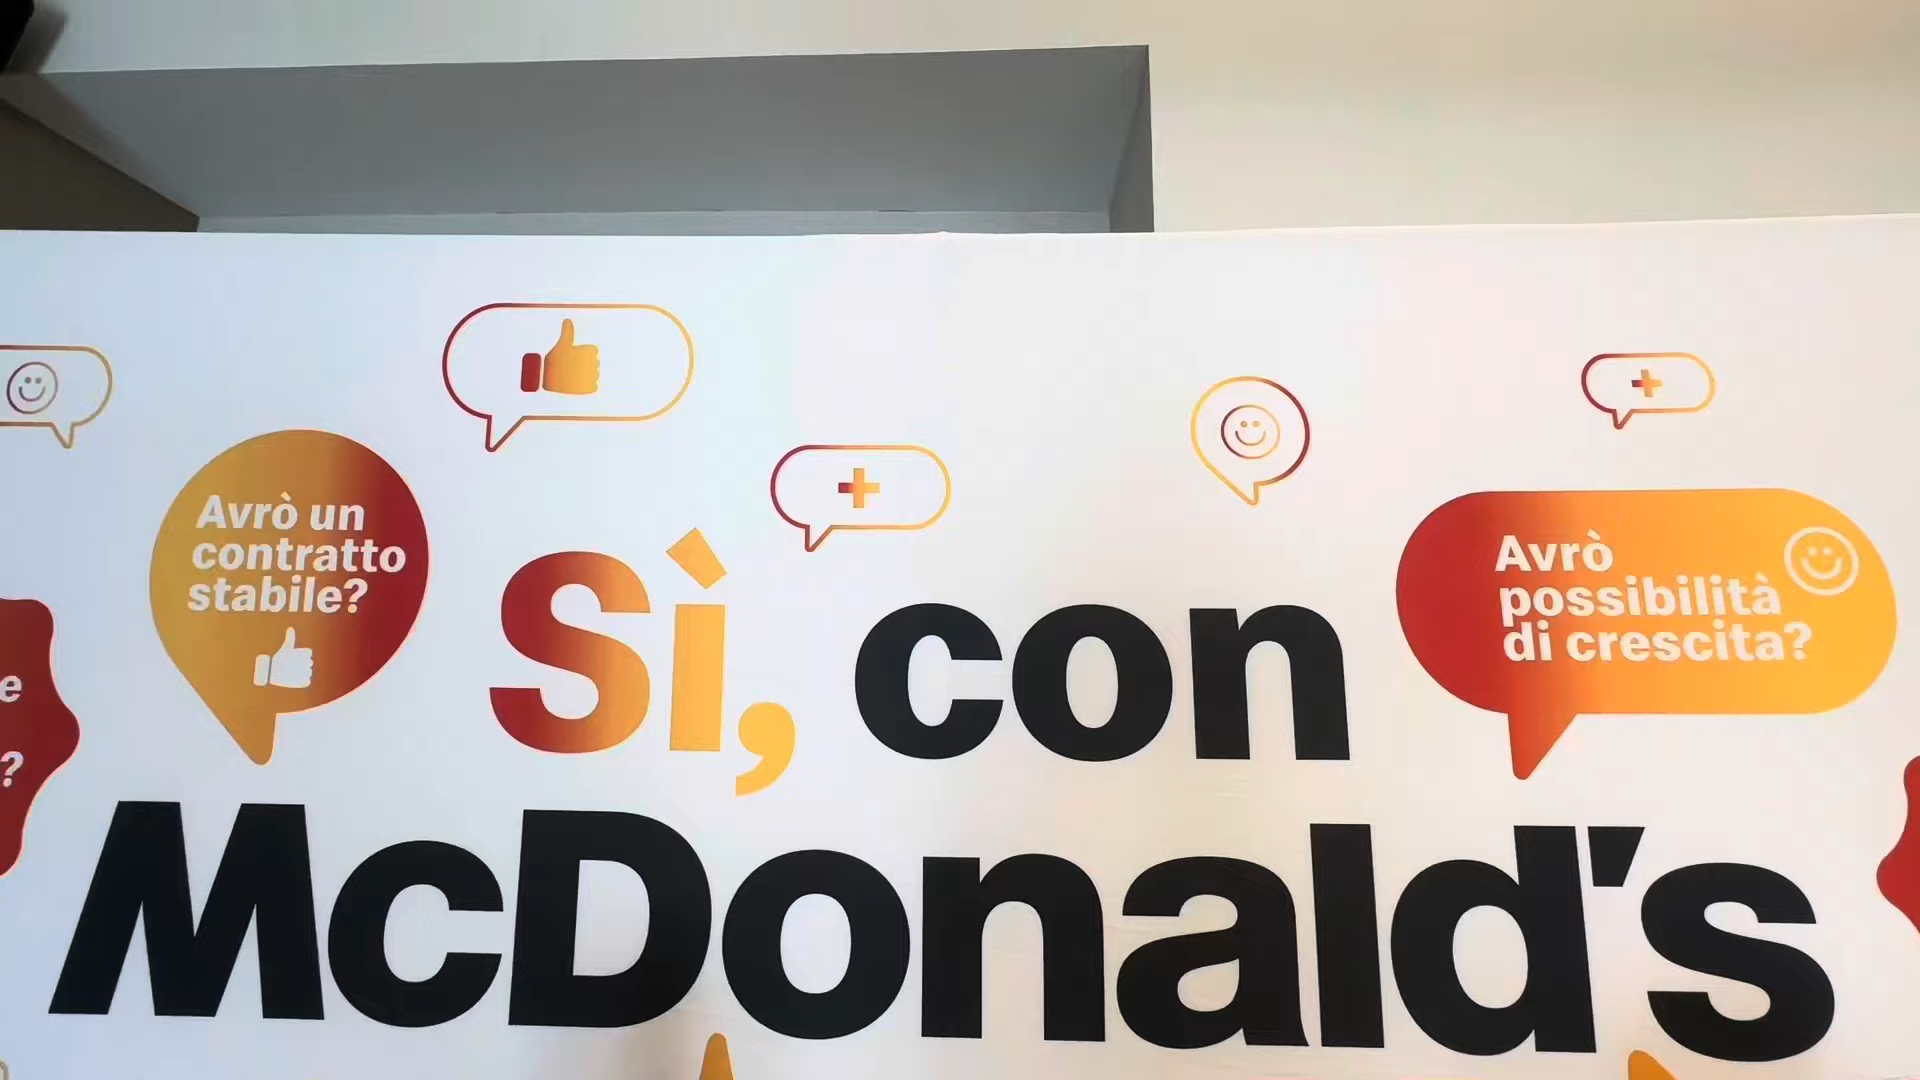 Avrò un
contratto
stabile?
Sì, con
Avrò
possibilità
di crescita?
e
?
McDonald's